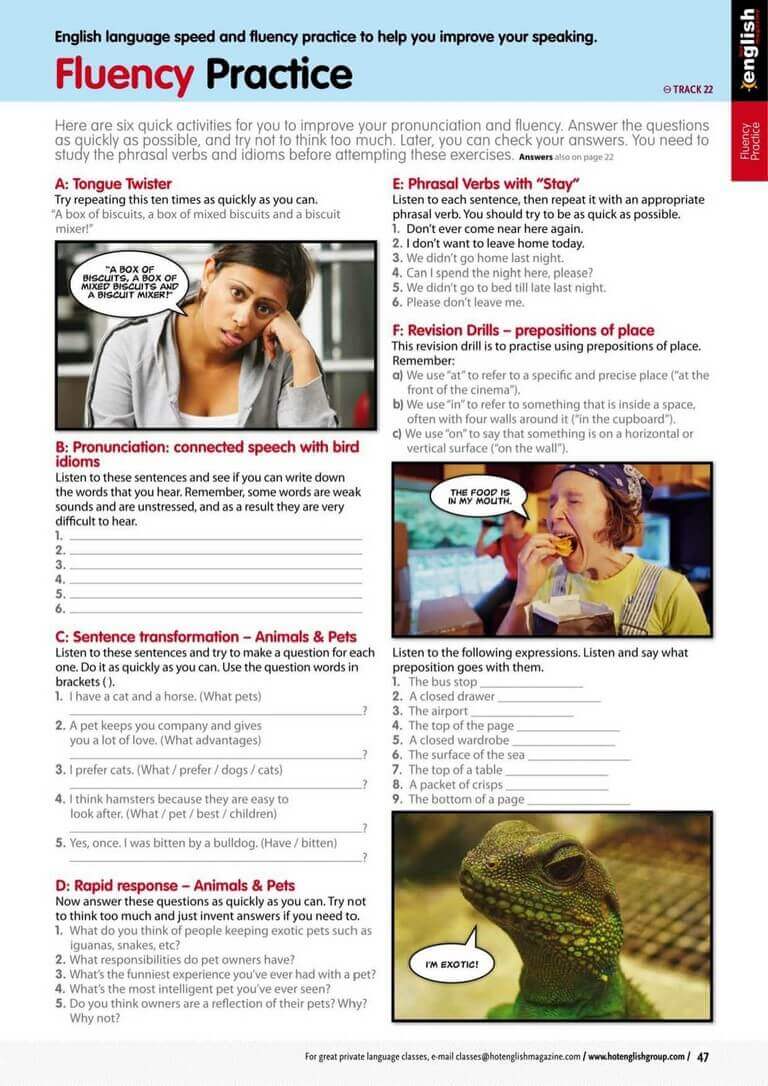 English language speed and fluency practice to help you improve your speaking.
Fluency Practice
TRACK 22
hot
english
magazine
Fluency
Practice
Here are six quick activities for you to improve your pronunciation and fluency. Answer the questions
as quickly as possible, and try not to think too much. Later, you can check your answers. You need to
study the phrasal verbs and idioms before attempting these exercises. Answers also on page 22
A: Tongue Twister
Try repeating this ten times as quickly as you can.
“A box of biscuits, a box of mixed biscuits and a biscuit
mixer!”
“A BOX OF
BISCUITS, A BOX OF
MIXED BISCUITS AND
A BISCUIT MIXER!”
B: Pronunciation: connected speech with bird
idioms
Listen to these sentences and see if you can write down
the words that you hear. Remember, some words are weak
sounds and are unstressed, and as a result they are very
difficult to hear.
1. ____
2. ____
3. ____
4. ____
5. ____
6. ____
C: Sentence transformation – Animals & Pets
Listen to these sentences and try to make a question for each
one. Do it as quickly as you can. Use the question words in
brackets ( ).
1. I have a cat and a horse. (What pets)
____?
2. A pet keeps you company and gives
you a lot of love. (What advantages)
____?
3. I prefer cats. (What / prefer / dogs / cats)
____?
4. I think hamsters because they are easy to
look after. (What / pet / best / children)
____?
5. Yes, once. I was bitten by a bulldog. (Have / bitten)
____?
D: Rapid response – Animals & Pets
Now answer these questions as quickly as you can. Try not
to think too much and just invent answers if you need to.
1. What do you think of people keeping exotic pets such as
iguanas, snakes, etc?
2. What responsibilities do pet owners have?
3. What’s the funniest experience you’ve ever had with a pet?
4. What’s the most intelligent pet you’ve ever seen?
5. Do you think owners are a reflection of their pets? Why?
Why not?
E: Phrasal Verbs with “Stay”
Listen to each sentence, then repeat it with an appropriate
phrasal verb. You should try to be as quick as possible.
1. Don’t ever come near here again.
2. I don’t want to leave home today.
3. We didn’t go home last night.
4. Can I spend the night here, please?
5. We didn’t go to bed till late last night.
6. Please don’t leave me.
F: Revision Drills – prepositions of place
This revision drill is to practise using prepositions of place.
Remember:
a) We use “at” to refer to a specific and precise place (“at the
front of the cinema”).
b) We use “in” to refer to something that is inside a space,
often with four walls around it (“in the cupboard”).
c) We use “on” to say that something is on a horizontal or
vertical surface (“on the wall”).
THE FOOD IS
IN MY MOUTH.
Listen to the following expressions. Listen and say what
preposition goes with them.
1. The bus stop ____
2. A closed drawer ____
3. The airport ____
4. The top of the page ____
5. A closed wardrobe ____
6. The surface of the sea ____
7. The top of a table ____
8. A packet of crisps ____
9. The bottom of a page ____
I’M EXOTIC!
For great private language classes, e-mail classes@hotenglishmagazine.com / www.hotenglishgroup.com / 47